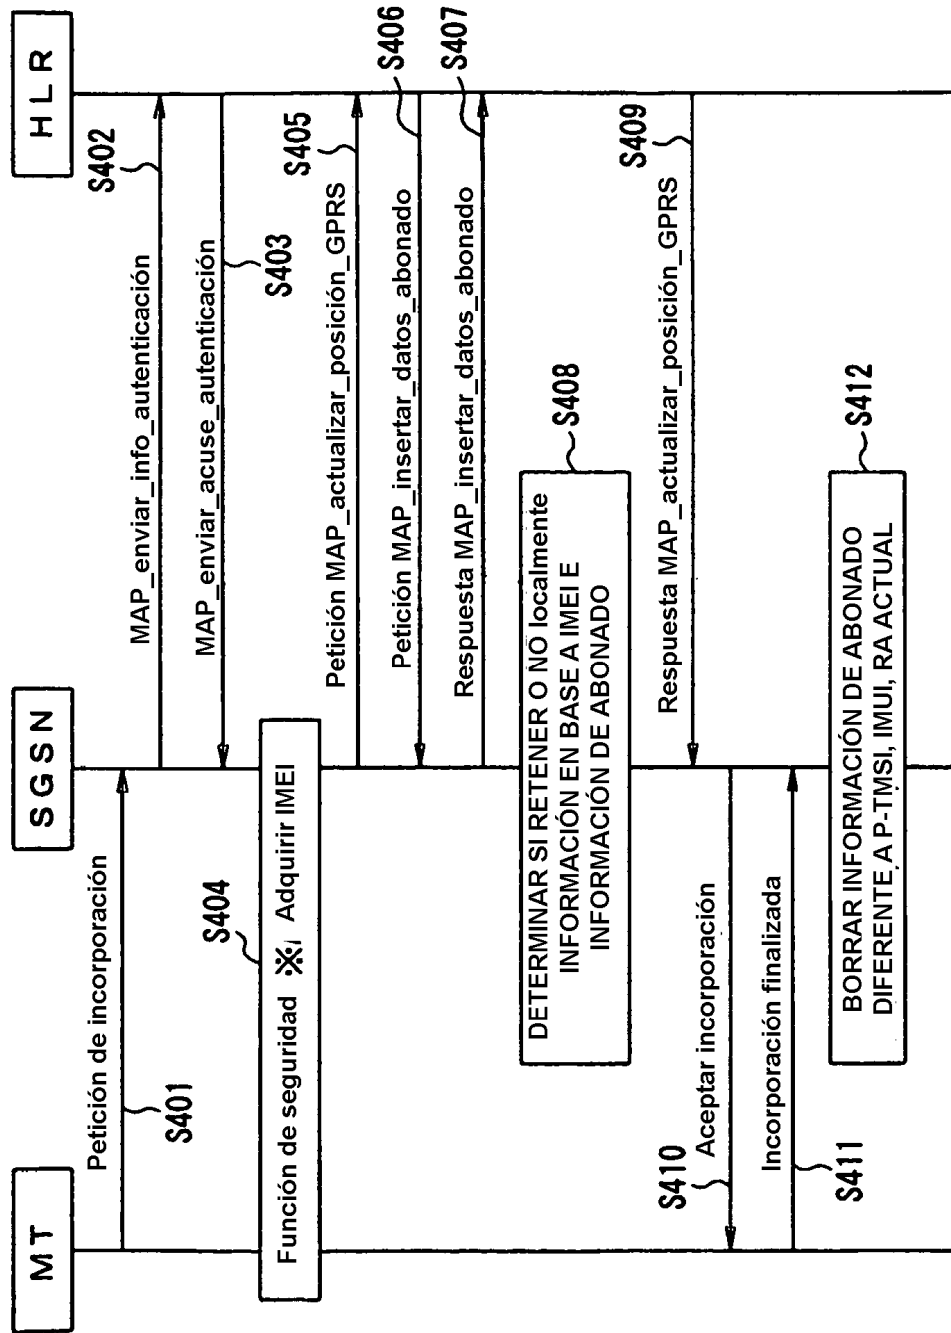 MT
SGSN
HLR
Petición de incorporación
S401
MAP_enviar_info_autenticación
S402
MAP_enviar_acuse_autenticación
S403
S404
Función de seguridad ※¡ Adquirir IMEI
Petición MAP_actualizar_posición_GPRS
S405
Petición MAP_insertar_datos_abonado
S406
Respuesta MAP_insertar_datos_abonado
S407
DETERMINAR SI RETENER O NO localmente
INFORMACIÓN EN BASE A IMEI E
INFORMACIÓN DE ABONADO
S408
Respuesta MAP_actualizar_posición_GPRS
S409
Aceptar incorporación
S410
Incorporación finalizada
S411
BORRAR INFORMACIÓN DE ABONADO
DIFERENTE A P-TMSI, IMUI, RA ACTUAL
S412